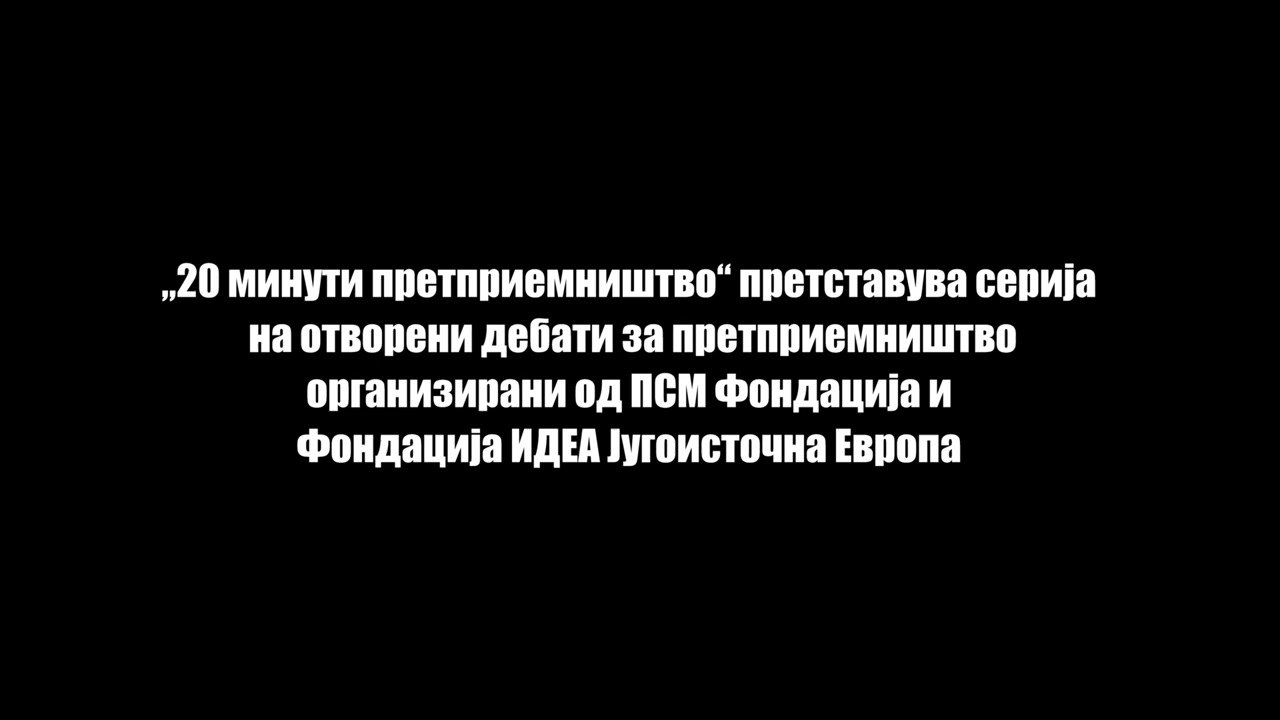 „20 минути претприемништво“ претставува серија
на отворени дебати за претприемништво
организирани од ПСМ Фондација и
Фондација ИДЕА Југоисточна Европа